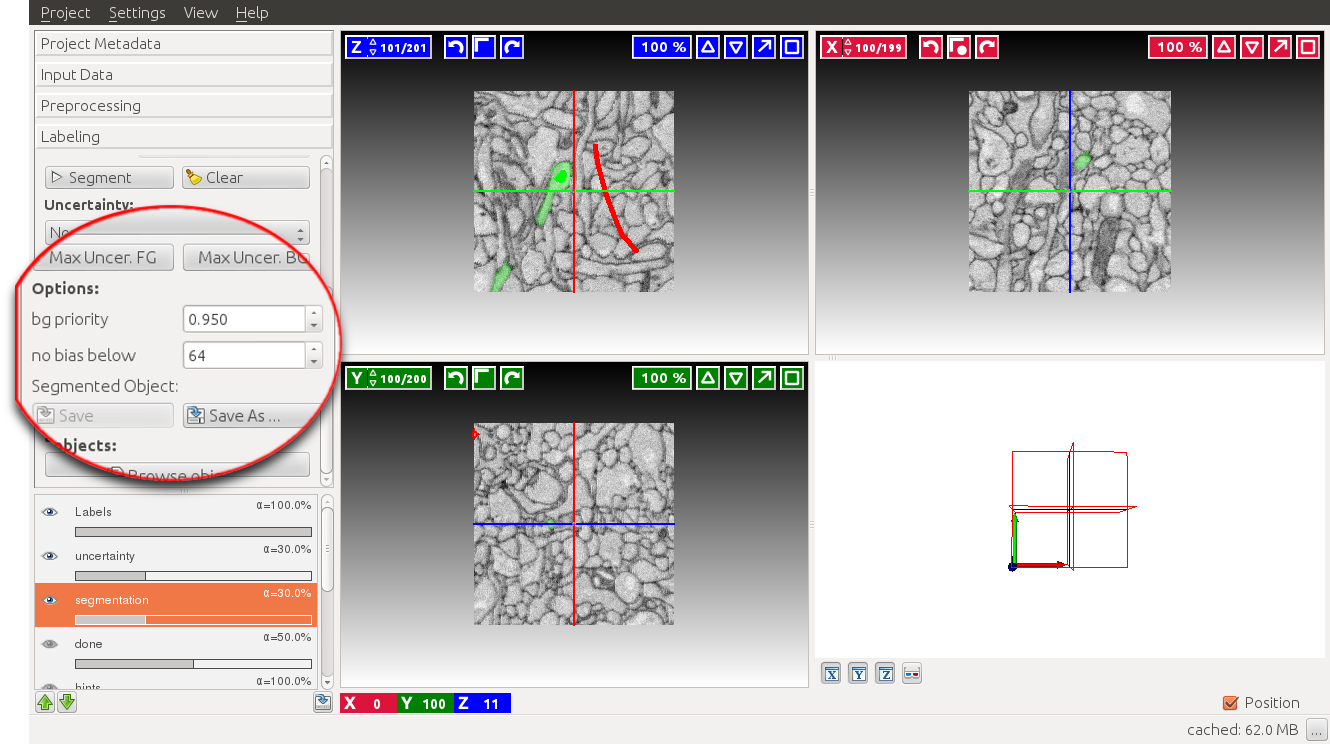 Project Settings View Help
Project Metadata
Input Data
Preprocessing
Labeling
Segment Clear
Uncertainty:
Max Uncer. FG Max Uncer. BG
Options:
bg priority 0.950
no bias below 64
Segmented Object:
Save Save As ...
objects:
Browse obje
Labels α=100.0%
uncertainty α=30.0%
segmentation α=30.0%
done α=50.0%
hints α=100.0%
Z 101/201 100 %
X 100/199 100 %
Y 100/200 100 %
X Y Z
X 0 Y 100 Z 11
Position
cached: 62.0 MB ...